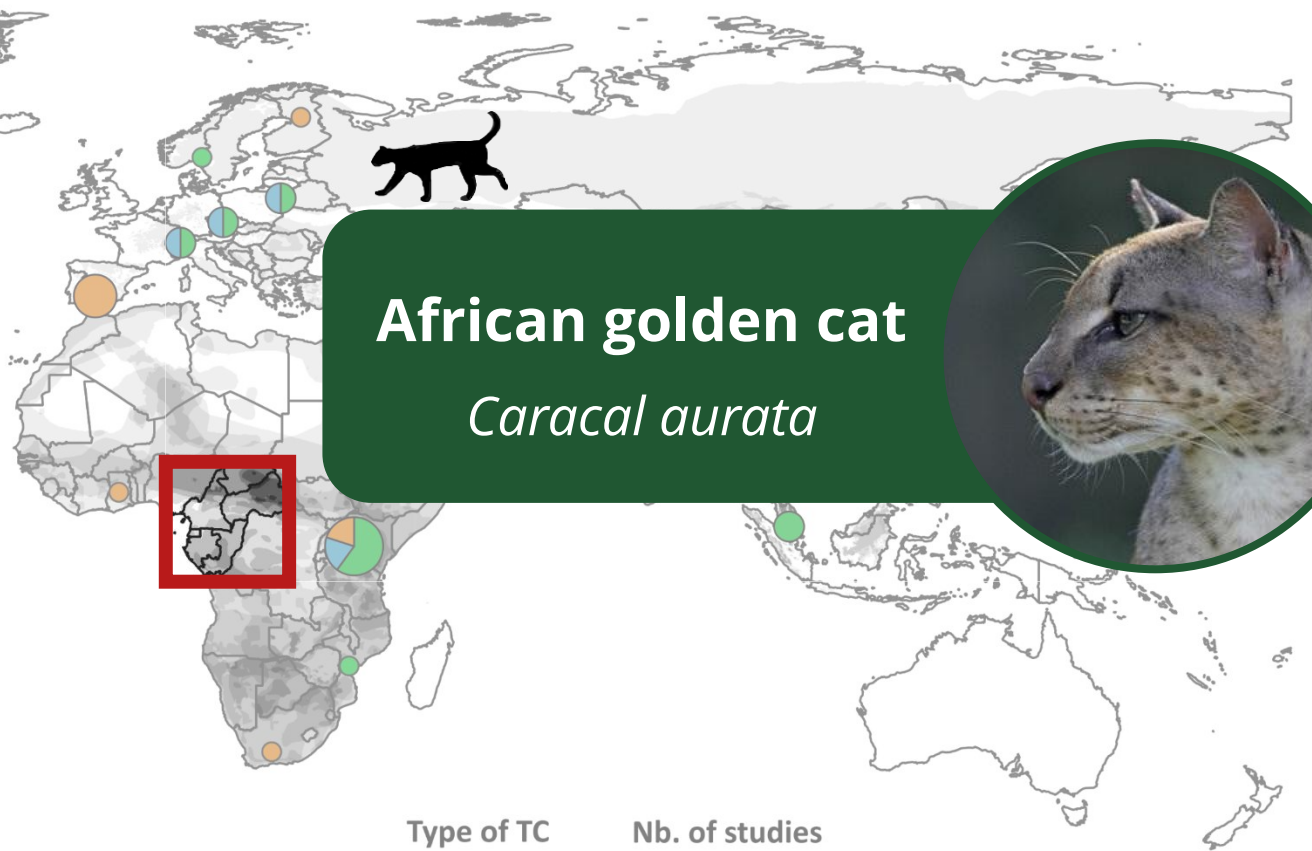 African golden cat
Caracal aurata
Type of TC
Nb. of studies